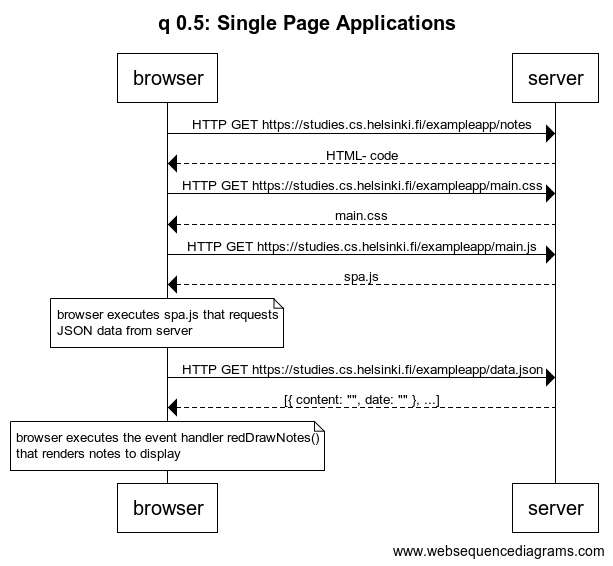 q 0.5: Single Page Applications
browser
server
HTTP GET https://studies.cs.helsinki.fi/exampleapp/notes
HTML- code
HTTP GET https://studies.cs.helsinki.fi/exampleapp/main.css
main.css
HTTP GET https://studies.cs.helsinki.fi/exampleapp/main.js
spa.js
browser executes spa.js that requests
JSON data from server
HTTP GET https://studies.cs.helsinki.fi/exampleapp/data.json
[{ content: "", date: "" }, ...]
browser executes the event handler redDrawNotes()
that renders notes to display
browser
server
www.websequencediagrams.com